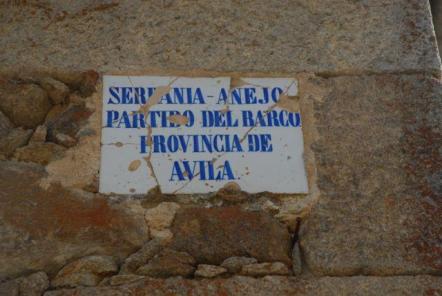 SERRANIA-ANEJO
PARTIDO DEL BARCO
PROVINCIA DE
AVILA